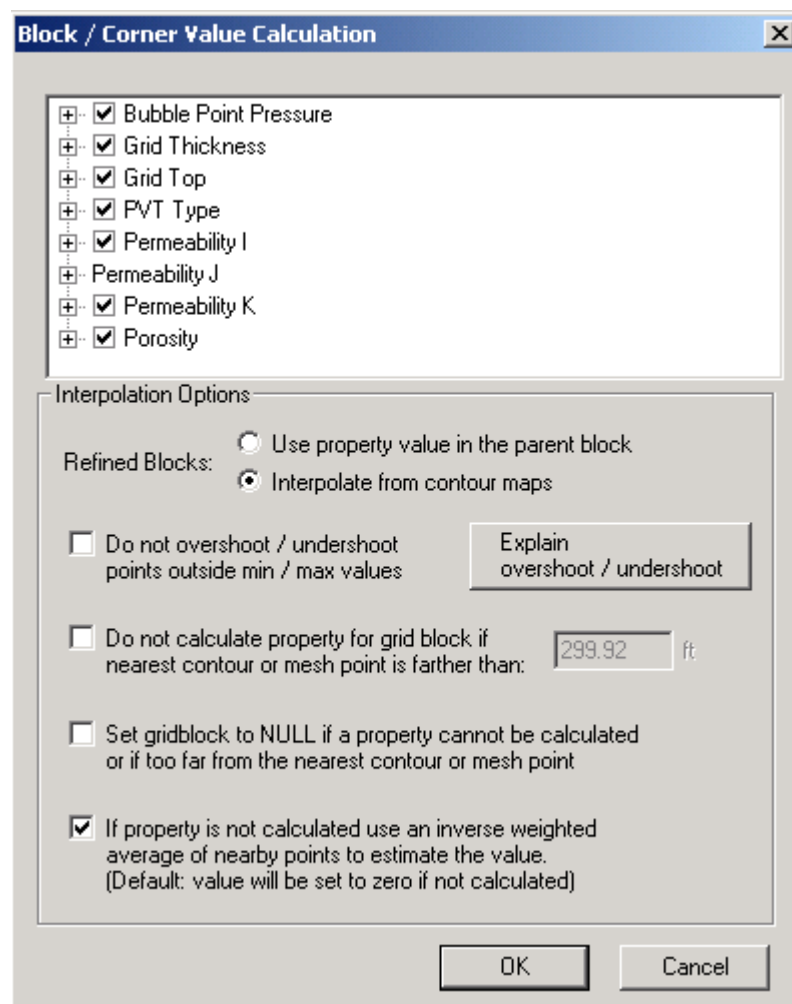 Block / Corner Value Calculation
Bubble Point Pressure
Grid Thickness
Grid Top
PVT Type
Permeability I
Permeability J
Permeability K
Porosity
Interpolation Options
Refined Blocks:
Use property value in the parent block
Interpolate from contour maps
Do not overshoot / undershoot
points outside min / max values
Explain
overshoot / undershoot
Do not calculate property for grid block if
nearest contour or mesh point is farther than:
299.92 ft
Set gridblock to NULL if a property cannot be calculated
or if too far from the nearest contour or mesh point
If property is not calculated use an inverse weighted
average of nearby points to estimate the value.
(Default: value will be set to zero if not calculated)
OK
Cancel